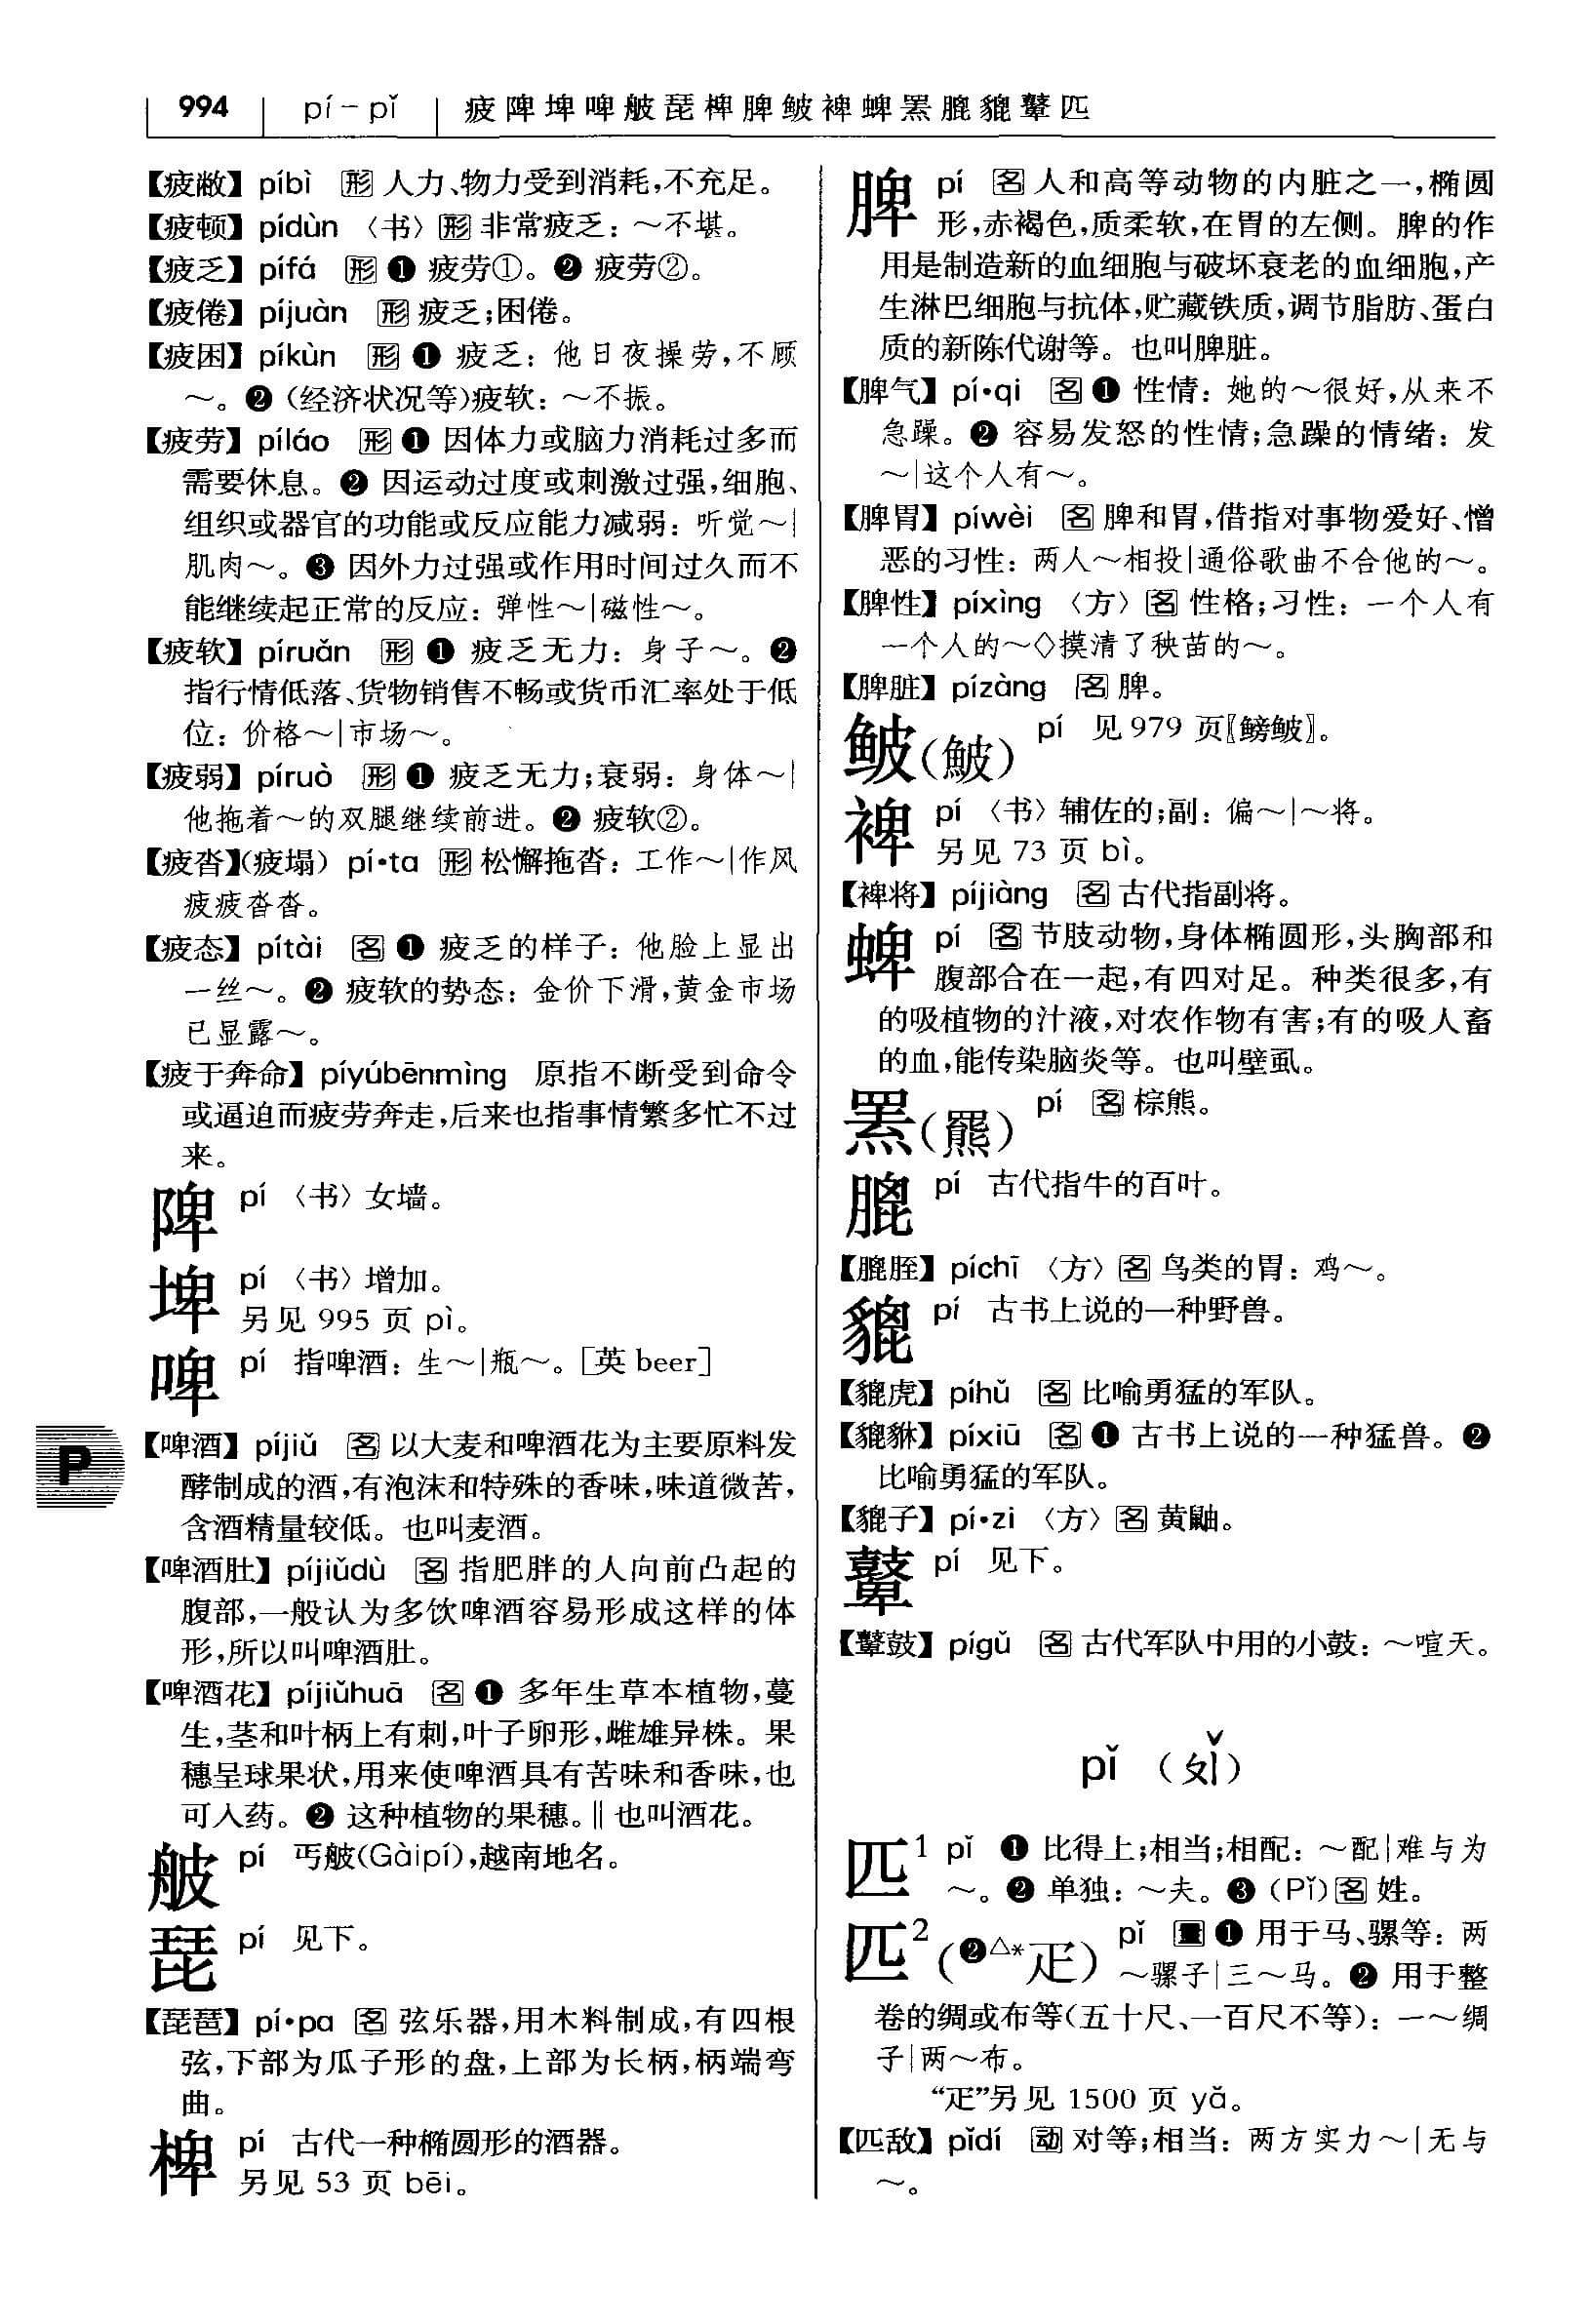 994 pí－pǐ 疲陴埤啤舭琵椑脾鲏裨蜱罴膍貔鼙匹
【疲敝】 píbì 形 人力、物力受到消耗,不充足。
【疲顿】 pídùn 〈书〉 形 非常疲乏：～不堪。
【疲乏】 pífá 形 ❶ 疲劳①。❷ 疲劳②。
【疲倦】 píjuàn 形 疲乏;困倦。
【疲困】 píkùn 形 ❶ 疲乏：他日夜操劳,不顾
～。❷ (经济状况等)疲软：～不振。
【疲劳】 píláo 形 ❶ 因体力或脑力消耗过多而
需要休息。❷ 因运动过度或刺激过强,细胞、
组织或器官的功能或反应能力减弱：听觉～|
肌肉～。❸ 因外力过强或作用时间过久而不
能继续起正常的反应：弹性～|磁性～。
【疲软】 píruǎn 形 ❶ 疲乏无力：身子～。❷
指行情低落、货物销售不畅或货币汇率处于低
位：价格～|市场～。
【疲弱】 píruò 形 ❶ 疲乏无力;衰弱：身体～|
他拖着～的双腿继续前进。❷ 疲软②。
【疲沓】(疲塌) pí•ta 形 松懈拖沓：工作～|作风
疲疲沓沓。
【疲态】 pítài 名 ❶ 疲乏的样子：他脸上显出
一丝～。❷ 疲软的势态：金价下滑,黄金市场
已显露～。
【疲于奔命】 píyúbēnmìng 原指不断受到命令
或逼迫而疲劳奔走,后来也指事情繁多忙不过
来。
陴 pí 〈书〉女墙。
埤 pí 〈书〉增加。
另见 995 页 pì。
啤 pí 指啤酒：生～|瓶～。[英 beer]
【啤酒】 píjiǔ 名 以大麦和啤酒花为主要原料发
酵制成的酒,有泡沫和特殊的香味,味道微苦,
含酒精量较低。也叫麦酒。
【啤酒肚】 píjiǔdù 名 指肥胖的人向前凸起的
腹部,一般认为多饮啤酒容易形成这样的体
形,所以叫啤酒肚。
【啤酒花】 píjiǔhuā 名 ❶ 多年生草本植物,蔓
生,茎和叶柄上有刺,叶子卵形,雌雄异株。果
穗呈球果状,用来使啤酒具有苦味和香味,也
可入药。❷ 这种植物的果穗。‖ 也叫酒花。
舭 pí 丐舭(Gàipí),越南地名。
琵 pí 见下。
【琵琶】 pí•pa 名 弦乐器,用木料制成,有四根
弦,下部为瓜子形的盘,上部为长柄,柄端弯
曲。
椑 pí 古代一种椭圆形的酒器。
另见 53 页 bēi。
脾 pí 名 人和高等动物的内脏之一,椭圆
形,赤褐色,质柔软,在胃的左侧。脾的作
用是制造新的血细胞与破坏衰老的血细胞,产
生淋巴细胞与抗体,贮藏铁质,调节脂肪、蛋白
质的新陈代谢等。也叫脾脏。
【脾气】 pí•qi 名 ❶ 性情：她的～很好,从来不
急躁。❷ 容易发怒的性情;急躁的情绪：发
～|这个人有～。
【脾胃】 píwèi 名 脾和胃,借指对事物爱好、憎
恶的习性：两人～相投|通俗歌曲不合他的～。
【脾性】 píxìng 〈方〉 名 性格;习性：一个人有
一个人的～◇摸清了秧苗的～。
【脾脏】 pízàng 名 脾。
鲏(鮍) pí 见 979 页〖鳑鲏〗。
裨 pí 〈书〉辅佐的;副：偏～|～将。
另见 73 页 bì。
【裨将】 píjiàng 名 古代指副将。
蜱 pí 名 节肢动物,身体椭圆形,头胸部和
腹部合在一起,有四对足。种类很多,有
的吸植物的汁液,对农作物有害;有的吸人畜
的血,能传染脑炎等。也叫壁虱。
罴(羆) pí 名 棕熊。
膍 pí 古代指牛的百叶。
【膍胵】 píchī 〈方〉 名 鸟类的胃：鸡～。
貔 pí 古书上说的一种野兽。
【貔虎】 píhǔ 名 比喻勇猛的军队。
【貔貅】 píxiū 名 ❶ 古书上说的一种猛兽。❷
比喻勇猛的军队。
【貔子】 pí•zi 〈方〉 名 黄鼬。
鼙 pí 见下。
【鼙鼓】 pígǔ 名 古代军队中用的小鼓：～喧天。
pǐ (ㄆㄧˇ)
匹¹ pǐ ❶ 比得上;相当;相配：～配|难与为
～。❷ 单独：～夫。❸ (Pǐ) 名 姓。
匹²(❷△*疋) pǐ 量 ❶ 用于马、骡等：两
～骡子|三～马。❷ 用于整
卷的绸或布等(五十尺、一百尺不等)：一～绸
子|两～布。
“疋”另见 1500 页 yǎ。
【匹敌】 pǐdí 动 对等;相当：两方实力～|无与
～。
P